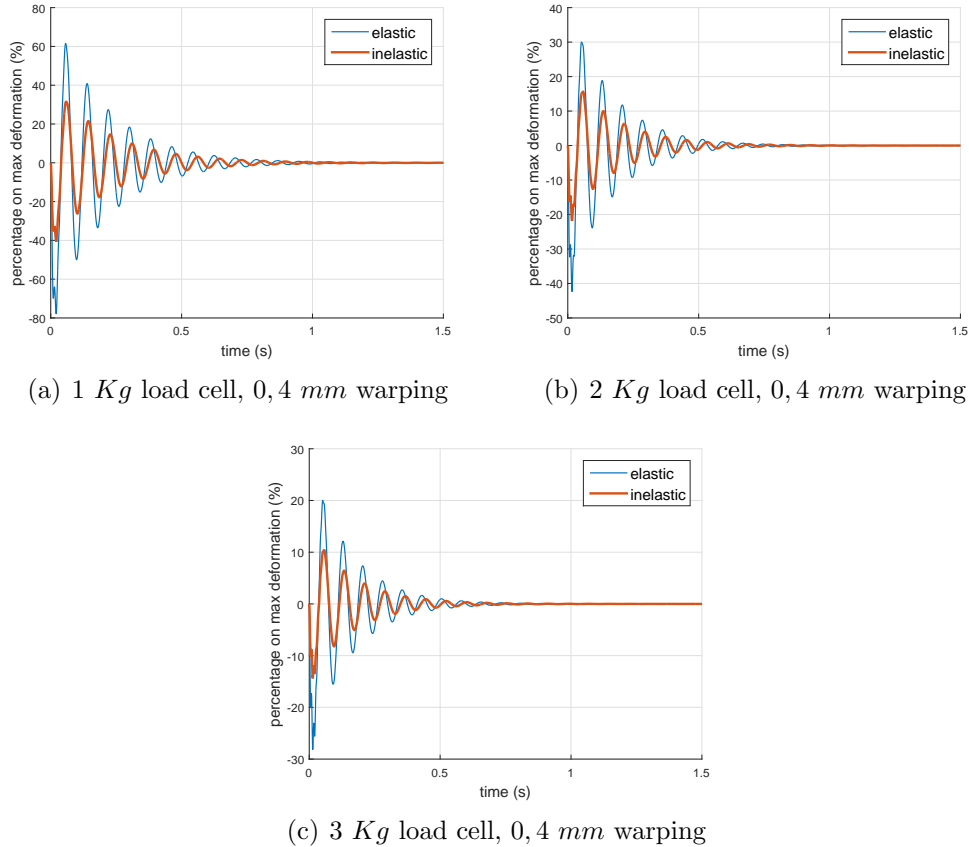 80
60
40
20
0
-20
-40
-60
-80
0 0.5 1 1.5
percentage on max deformation (%)
time (s)
elastic
inelastic
(a) 1 Kg load cell, 0, 4 mm warping
40
30
20
10
0
-10
-20
-30
-40
-50
0 0.5 1 1.5
percentage on max deformation (%)
time (s)
elastic
inelastic
(b) 2 Kg load cell, 0, 4 mm warping
30
20
10
0
-10
-20
-30
0 0.5 1 1.5
percentage on max deformation (%)
time (s)
elastic
inelastic
(c) 3 Kg load cell, 0, 4 mm warping